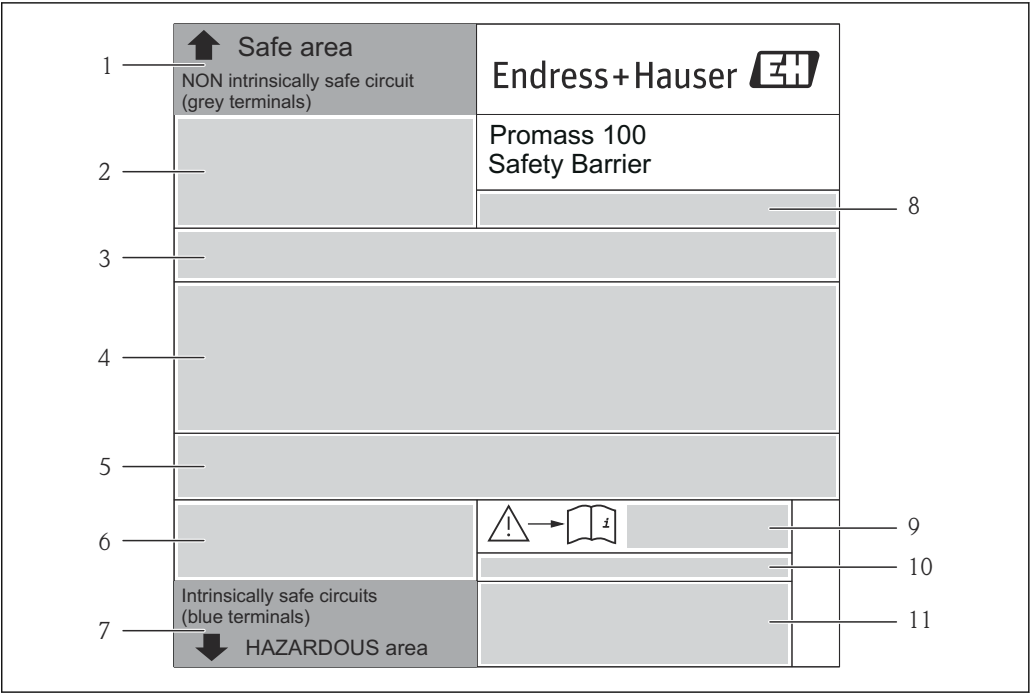 Safe area
NON intrinsically safe circuit
(grey terminals)
Endress+Hauser EH
Promass 100
Safety Barrier
1
2
3
4
5
6
7
8
9
10
11
i
Intrinsically safe circuits
(blue terminals)
HAZARDOUS area